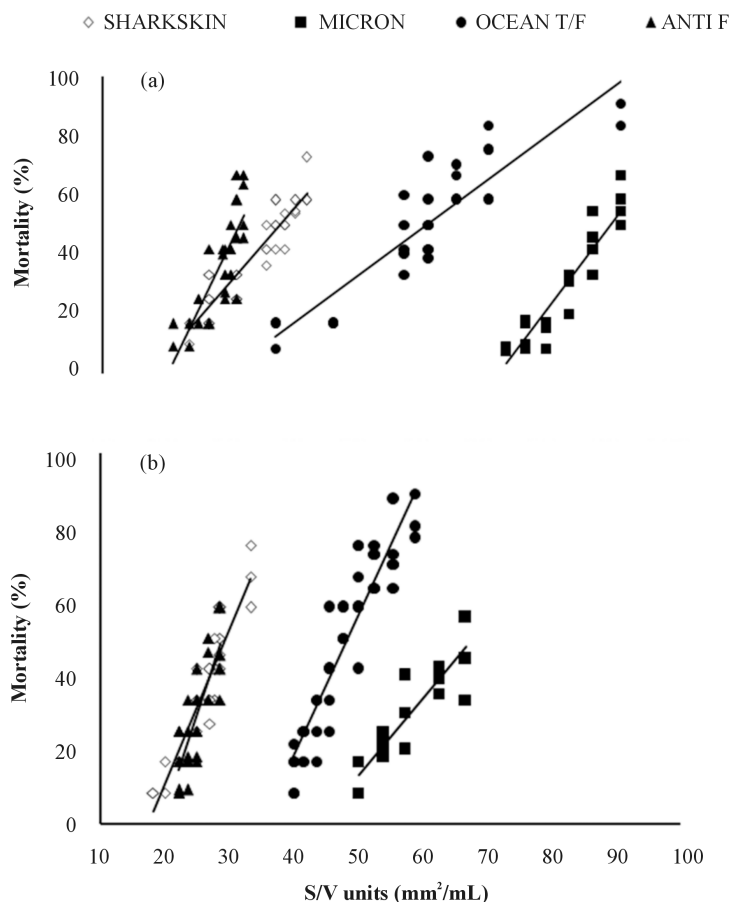 SHARKSKIN MICRON OCEAN T/F ANTI F
(a)
Mortality (%)
100
80
60
40
20
0
(b)
Mortality (%)
100
80
60
40
20
0
10 20 30 40 50 60 70 80 90 100
S/V units (mm²/mL)